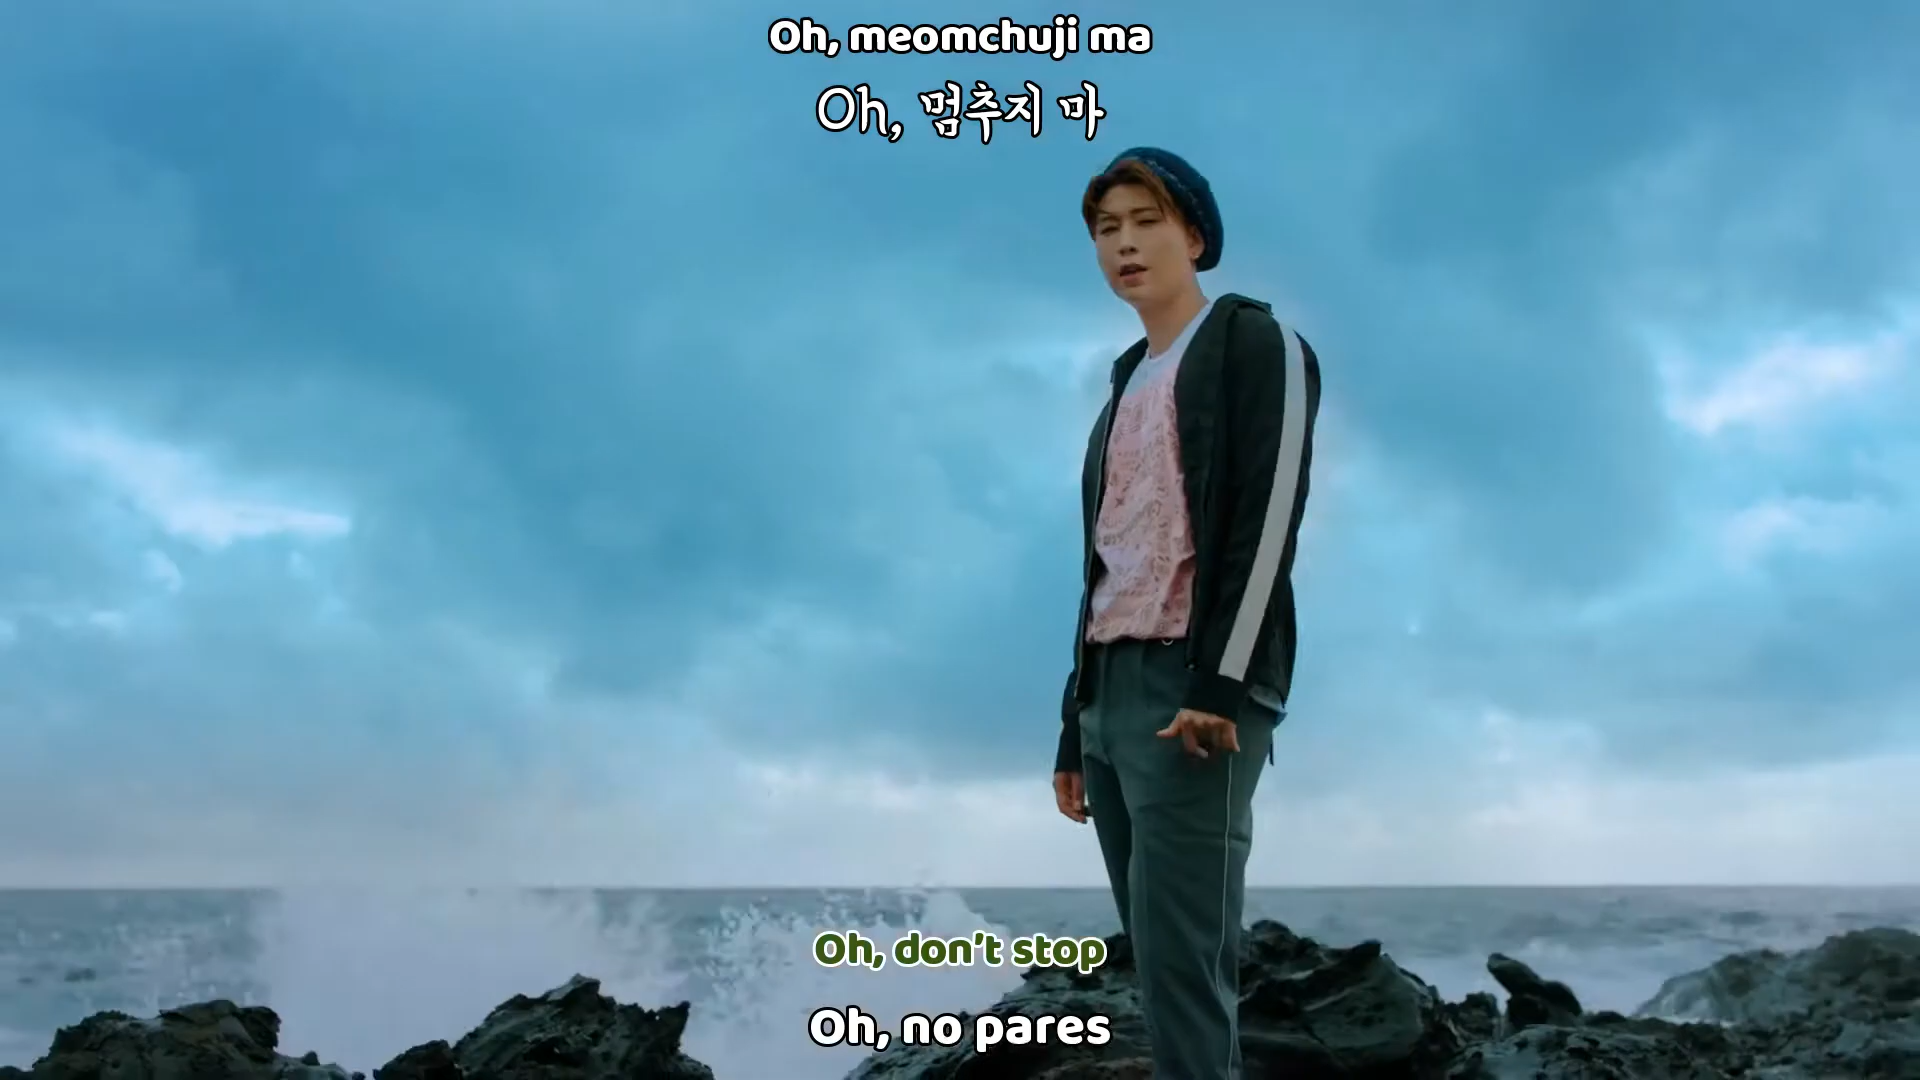 Oh, meomchuji ma
Oh, 멈추지 마
Oh, don't stop
Oh, no pares